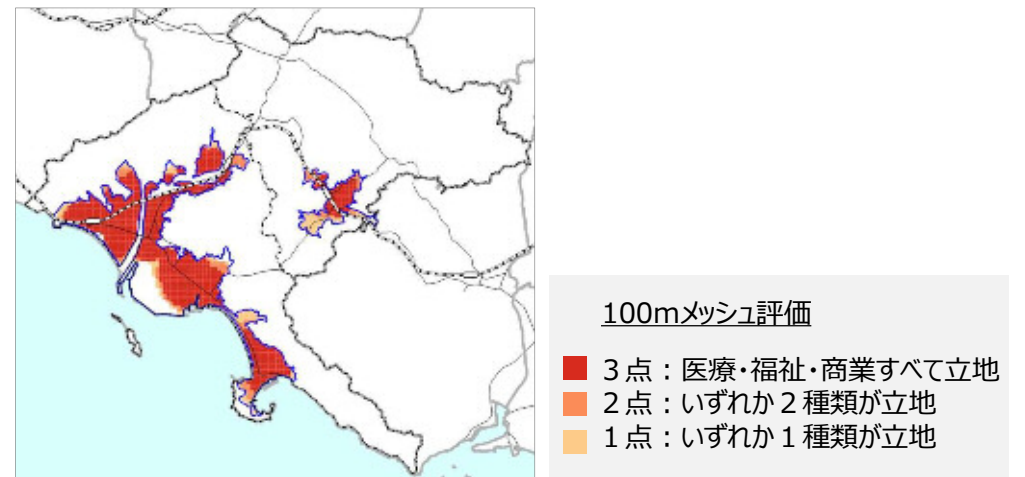 100mメッシュ評価
3点：医療・福祉・商業すべて立地
2点：いずれか2種類が立地
1点：いずれか1種類が立地